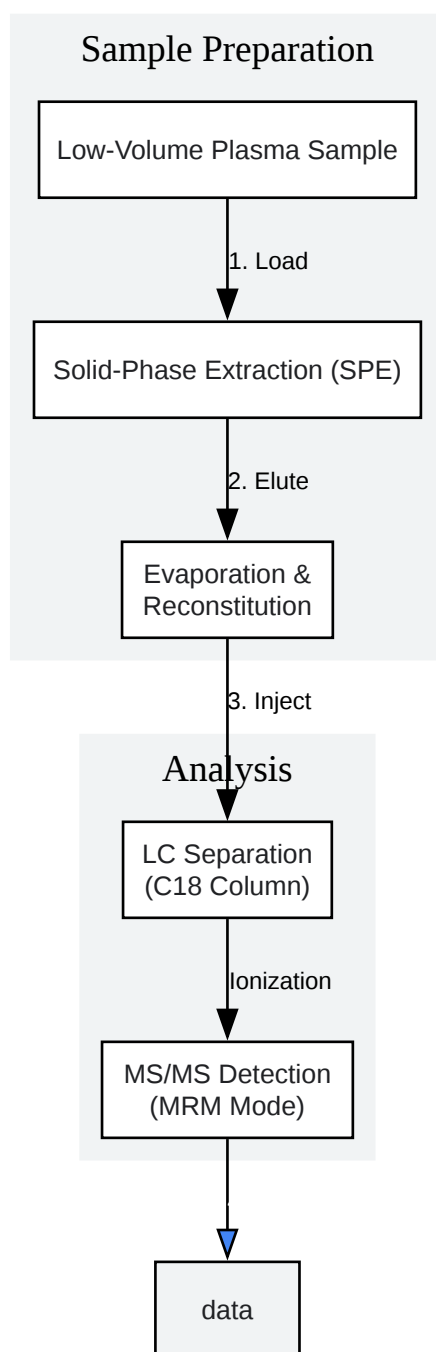 Sample Preparation
Low-Volume Plasma Sample
1. Load
Solid-Phase Extraction (SPE)
2. Elute
Evaporation &
Reconstitution
3. Inject
Analysis
LC Separation
(C18 Column)
Ionization
MS/MS Detection
(MRM Mode)
data